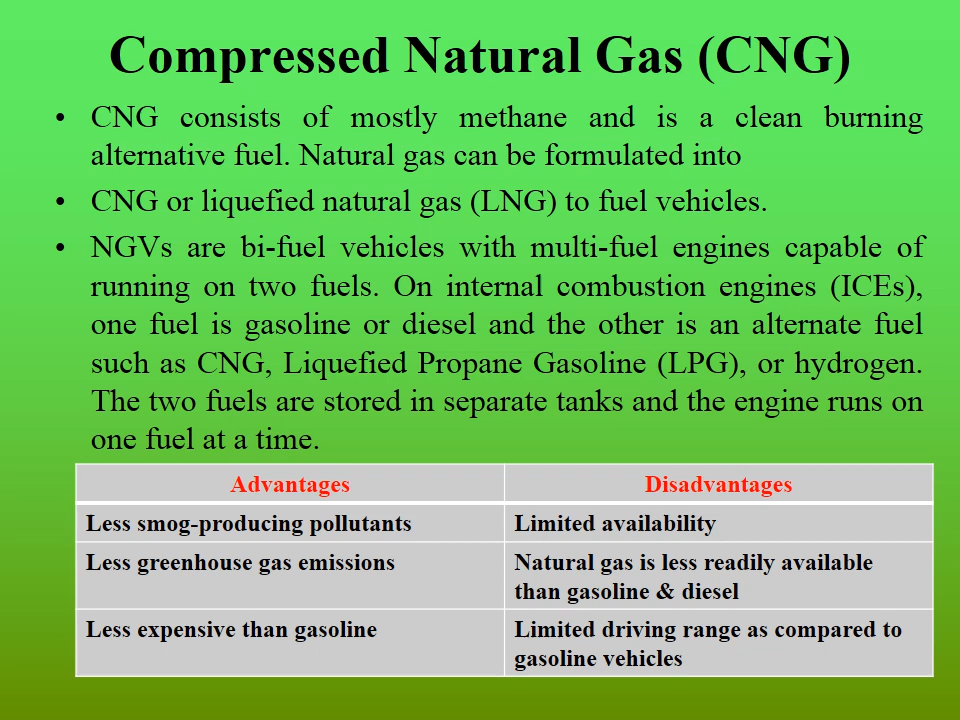 Compressed Natural Gas (CNG)
• CNG consists of mostly methane and is a clean burning
alternative fuel. Natural gas can be formulated into
• CNG or liquefied natural gas (LNG) to fuel vehicles.
• NGVs are bi-fuel vehicles with multi-fuel engines capable of
running on two fuels. On internal combustion engines (ICEs),
one fuel is gasoline or diesel and the other is an alternate fuel
such as CNG, Liquefied Propane Gasoline (LPG), or hydrogen.
The two fuels are stored in separate tanks and the engine runs on
one fuel at a time.
Advantages
Disadvantages
Less smog-producing pollutants
Limited availability
Less greenhouse gas emissions
Natural gas is less readily available
than gasoline & diesel
Less expensive than gasoline
Limited driving range as compared to
gasoline vehicles